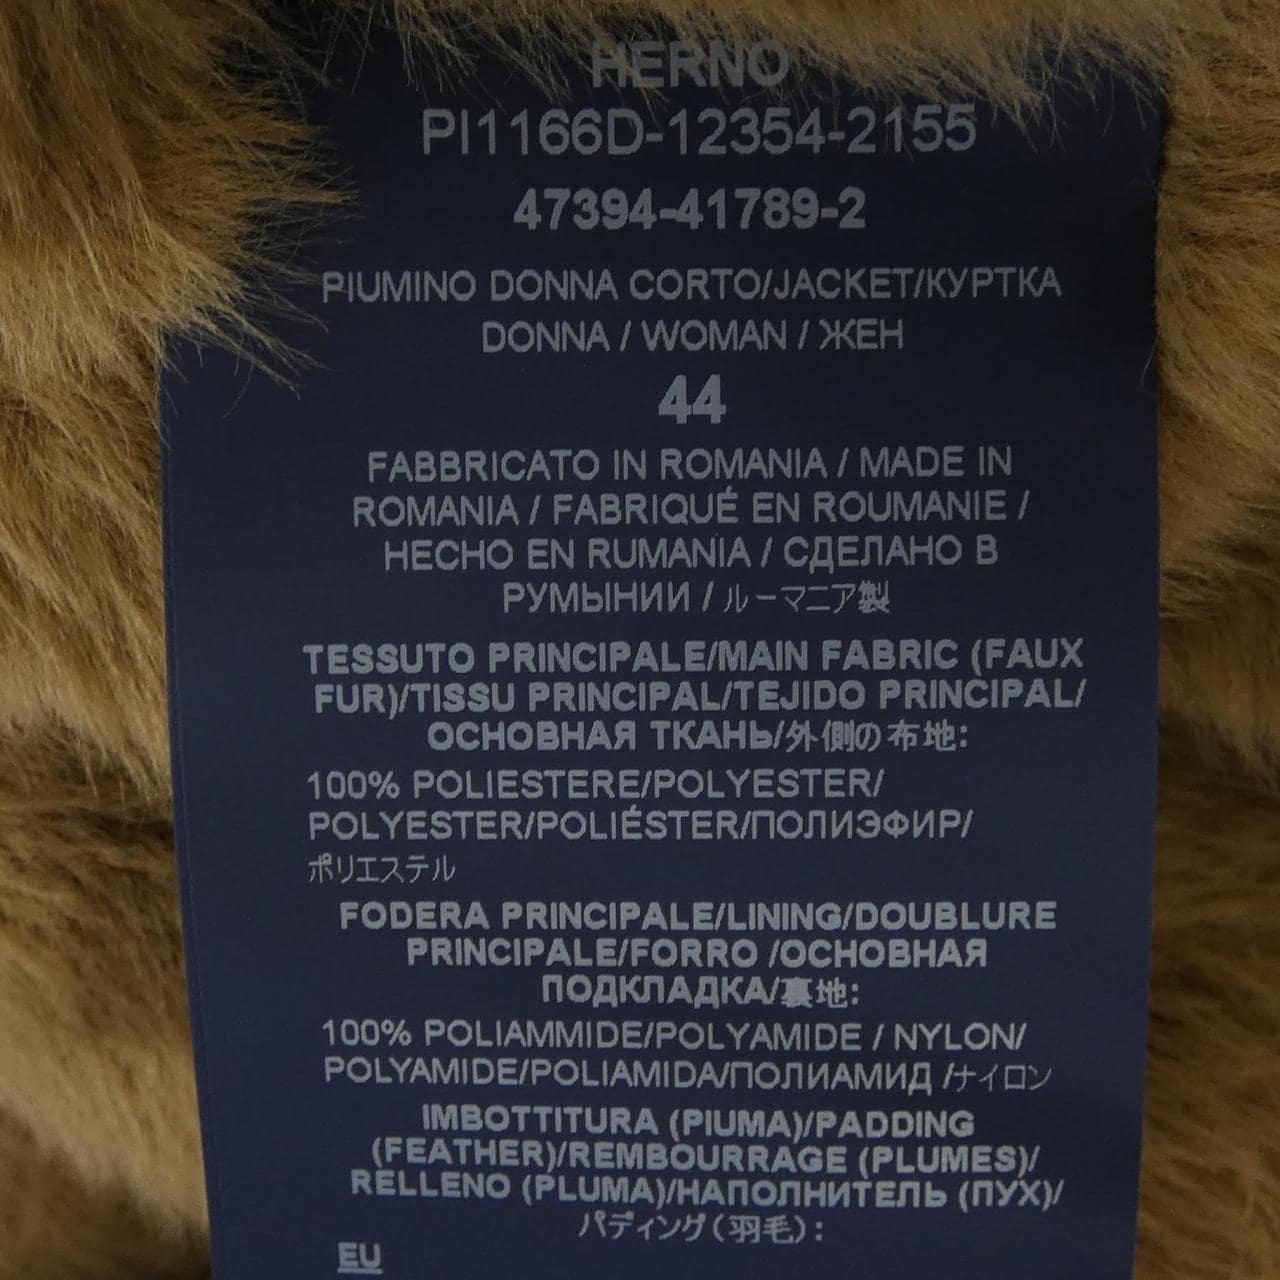 HERNO
PI1166D-12354-2155
47394-41789-2
PIUMINO DONNA CORTO/JACKET/КУРТКА
DONNA / WOMAN / ЖЕН
44
FABBRICATO IN ROMANIA / MADE IN
ROMANIA / FABRIQUÉ EN ROUMANIE /
HECHO EN RUMANIA / СДЕЛАНО В
РУМЫНИИ / ルーマニア製
TESSUTO PRINCIPALE/MAIN FABRIC (FAUX
FUR)/TISSU PRINCIPAL/TEJIDO PRINCIPAL/
ОСНОВНАЯ ТКАНЬ/外側の布地:
100% POLIESTERE/POLYESTER/
POLYESTER/POLIÉSTER/ПОЛИЭФИР/
ポリエステル
FODERA PRINCIPALE/LINING/DOUBLURE
PRINCIPALE/FORRO /ОСНОВНАЯ
ПОДКЛАДКА/裏地:
100% POLIAMMIDE/POLYAMIDE / NYLON/
POLYAMIDE/POLIAMIDA/ПОЛИАМИД /ナイロン
IMBOTTITURA (PIUMA)/PADDING
(FEATHER)/REMBOURRAGE (PLUMES)/
RELLENO (PLUMA)/НАПОЛНИТЕЛЬ (ПУХ)/
パディング(羽毛):
EU